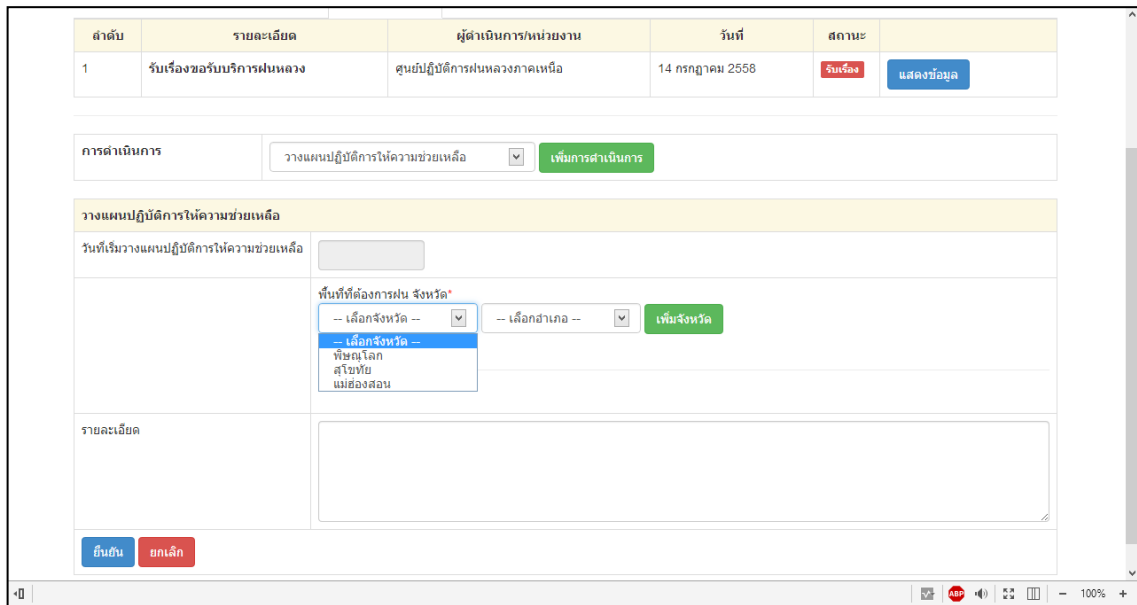 ลำดับ รายละเอียด ผู้ดำเนินการ/หน่วยงาน วันที่ สถานะ
1 รับเรื่องขอรับบริการฝนหลวง ศูนย์ปฏิบัติการฝนหลวงภาคเหนือ 14 กรกฎาคม 2558 รับเรื่อง แสดงข้อมูล
การดำเนินการ วางแผนปฏิบัติการให้ความช่วยเหลือ เพิ่มการดำเนินการ
วางแผนปฏิบัติการให้ความช่วยเหลือ
วันที่เริ่มวางแผนปฏิบัติการให้ความช่วยเหลือ
พื้นที่ที่ต้องการฝน จังหวัด*
-- เลือกจังหวัด -- -- เลือกอำเภอ -- เพิ่มจังหวัด
-- เลือกจังหวัด --
พิษณุโลก
สุโขทัย
แม่ฮ่องสอน
รายละเอียด
ยืนยัน ยกเลิก
ABP 100%